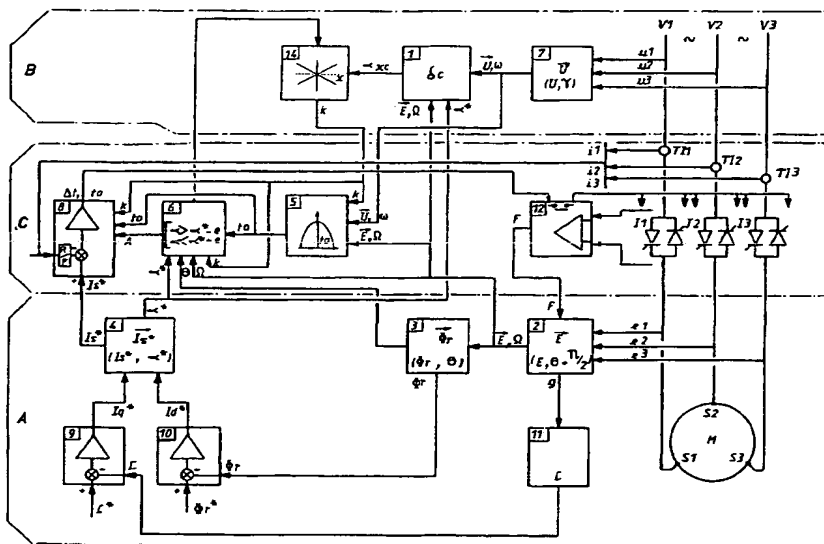 V1 ~ V2 ~ V3
B
14
x
k
xc
1
δc
U, ω
E, Ω
7
U
(U, γ)
u1
u2
u3
i1
i2
i3
TI1
TI2
TI3
C
Δt, to
8
k
to
A
Is*
6
Θ Ω
k
to
5
to
k
U, ω
E, Ω
12
F
I1
I2
I3
A
Is*
4
Is*
(Is*, α*)
3
Φr
(Φr, Θ)
Φr
E, Ω
F
2
E
(E, Θ + π/2)
g
e1
e2
e3
S1
S2
S3
M
Iq*
Id*
9
10
C
Φr
C*
Φr*
11
C